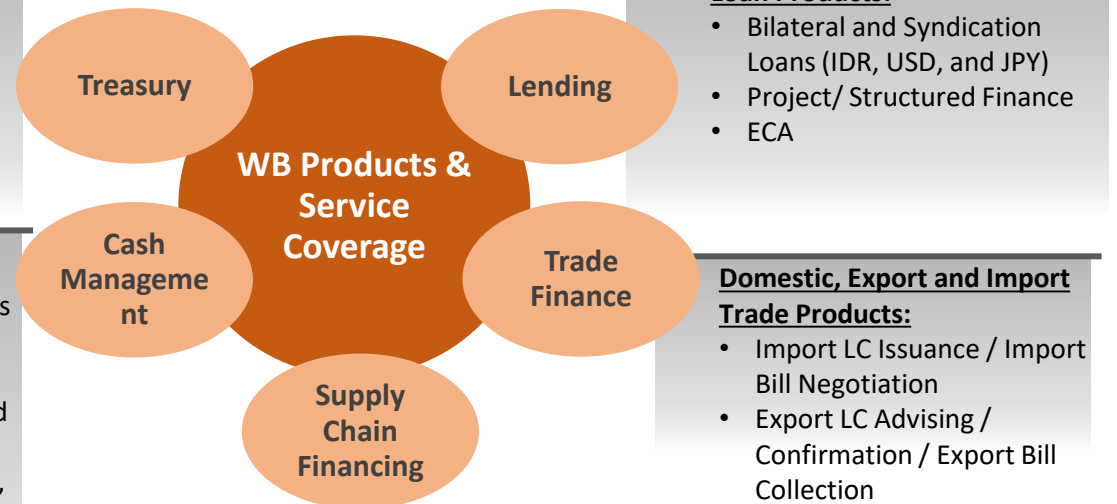 Treasury
Lending
WB Products &
Service
Coverage
Cash
Manageme
nt
Trade
Finance
Supply
Chain
Financing
• Bilateral and Syndication
Loans (IDR, USD, and JPY)
• Project/ Structured Finance
• ECA
Domestic, Export and Import
Trade Products:
• Import LC Issuance / Import
Bill Negotiation
• Export LC Advising /
Confirmation / Export Bill
Collection